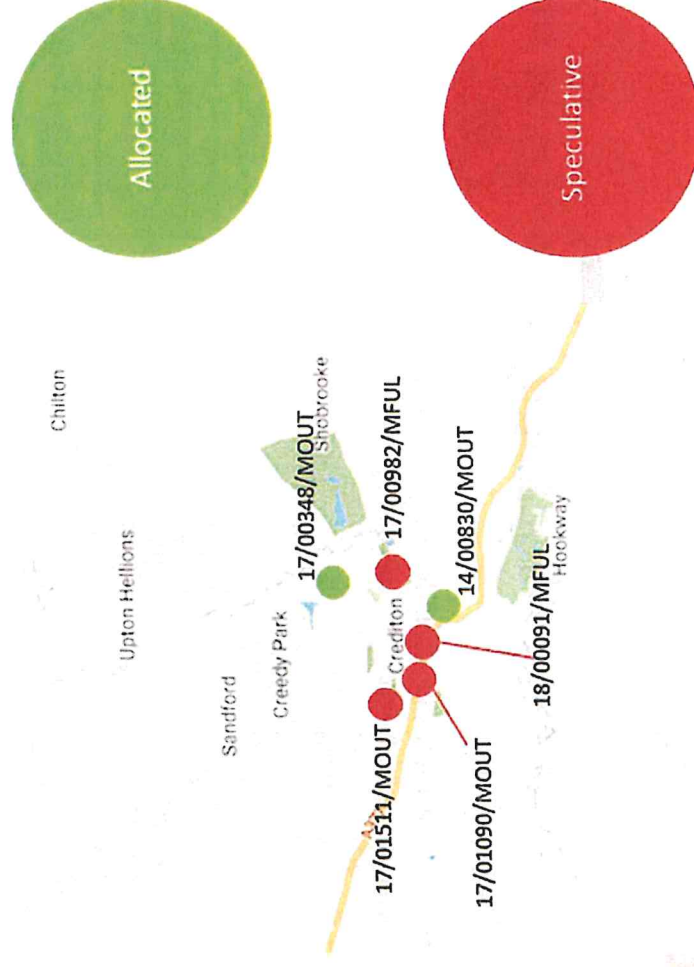 Allocated
Speculative
Chilton
Upton Hellions
Sandford
Creedy Park
Shobrooke
17/00348/MOUT
17/00982/MFUL
14/00830/MOUT
Crediton
Hookway
18/00091/MFUL
17/01511/MOUT
17/01090/MOUT